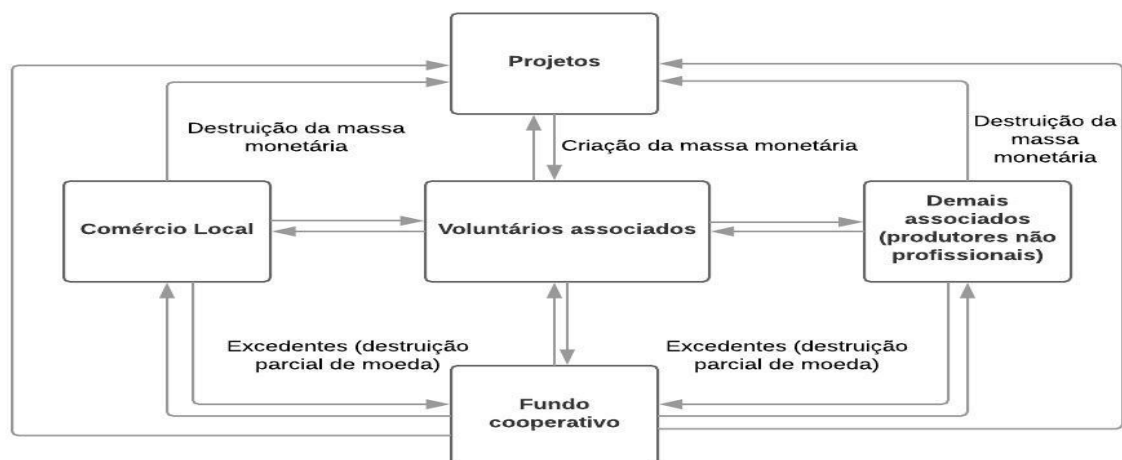 Projetos
Destruição da massa
monetária
Criação da massa monetária
Destruição da
massa
monetária
Comércio Local
Voluntários associados
Demais
associados
(produtores não
profissionais)
Excedentes (destruição
parcial de moeda)
Excedentes (destruição
parcial de moeda)
Fundo
cooperativo